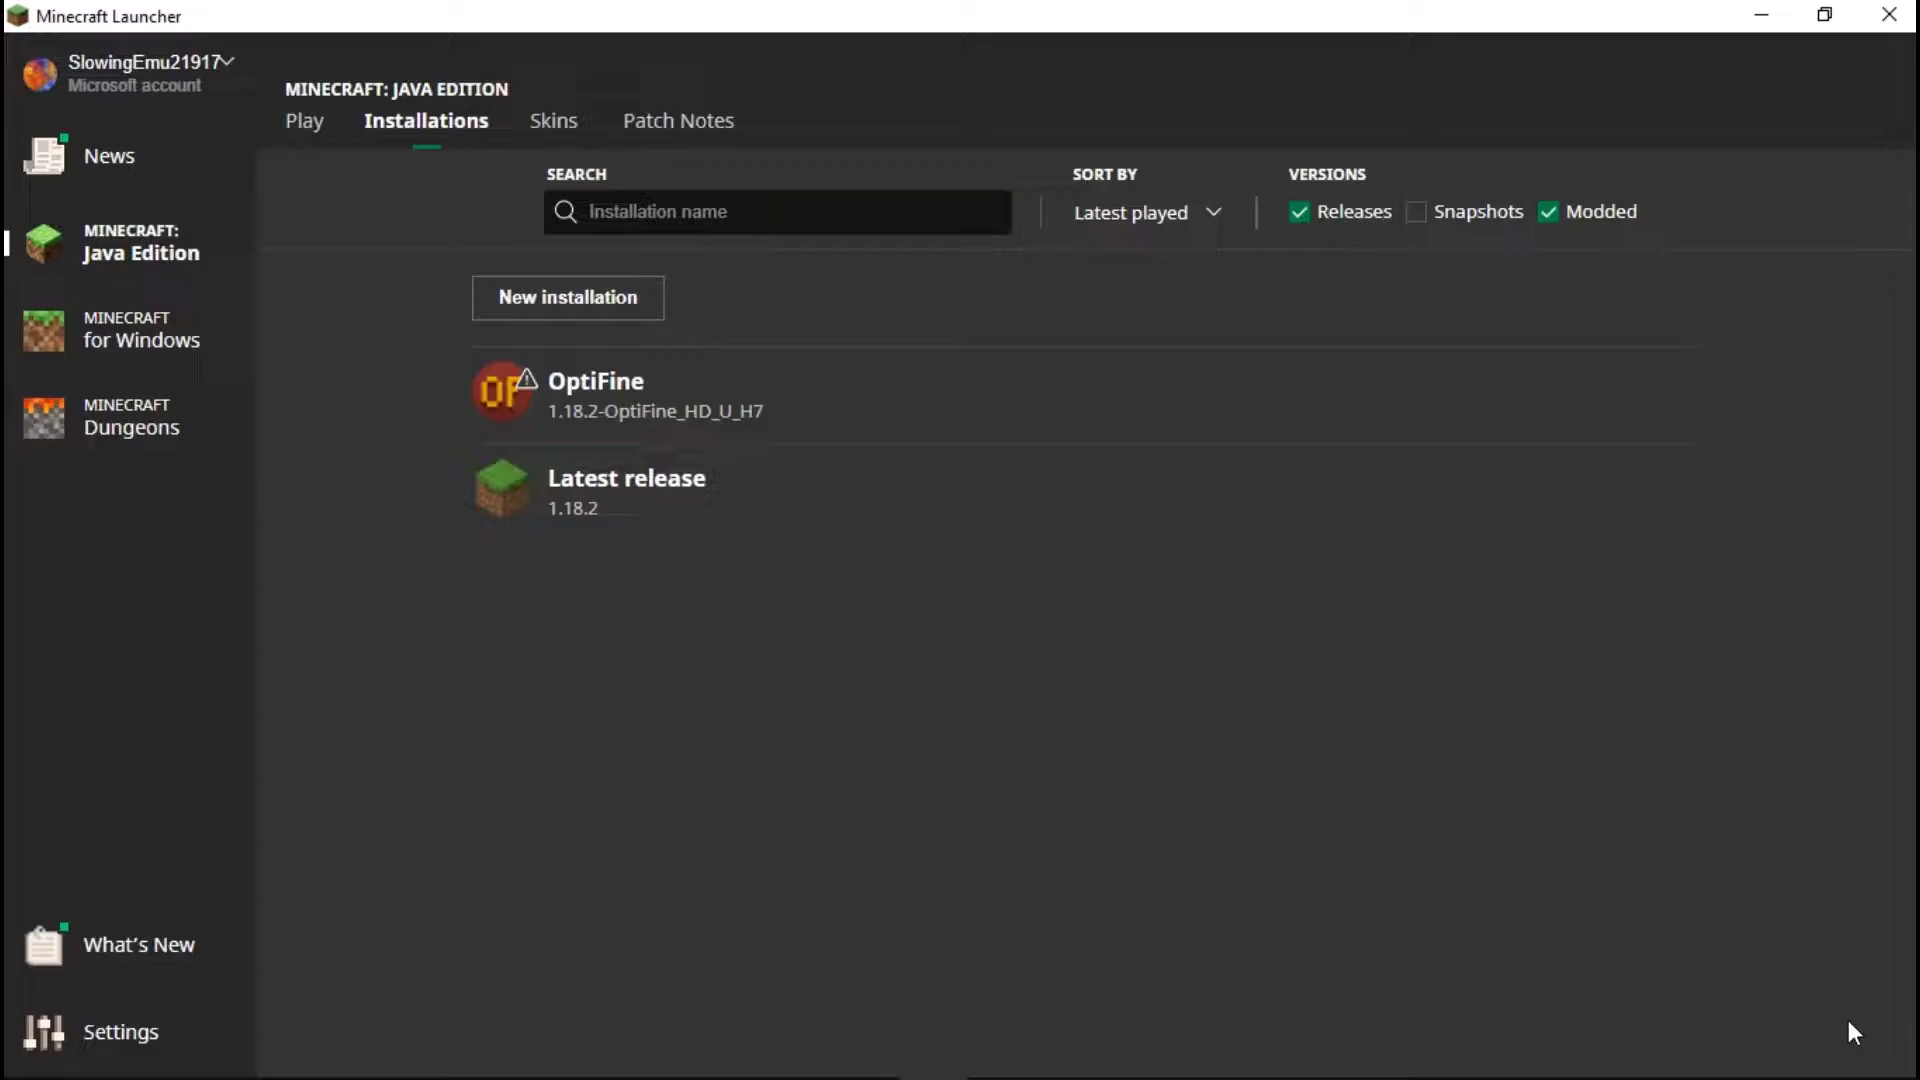 Minecraft Launcher
SlowingEmu21917
Microsoft account
News
MINECRAFT:
Java Edition
MINECRAFT
for Windows
MINECRAFT
Dungeons
What's New
Settings
MINECRAFT: JAVA EDITION
Play Installations Skins Patch Notes
SEARCH
Installation name
SORT BY
Latest played
VERSIONS
Releases Snapshots Modded
New installation
OF
OptiFine
1.18.2-OptiFine_HD_U_H7
Latest release
1.18.2